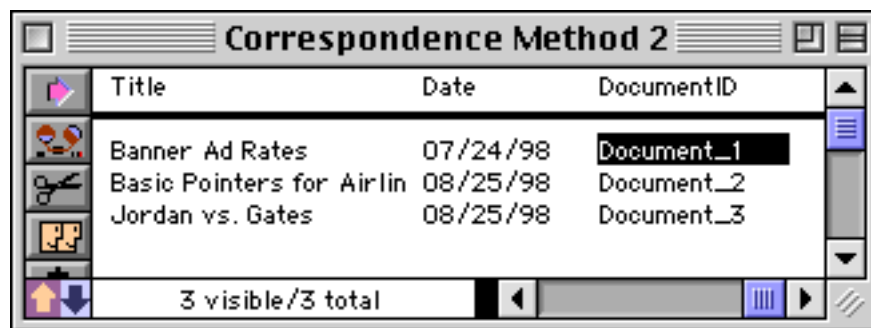 Correspondence Method 2
Title Date DocumentID
Banner Ad Rates 07/24/98 Document_1
Basic Pointers for Airlin 08/25/98 Document_2
Jordan vs. Gates 08/25/98 Document_3
3 visible/3 total